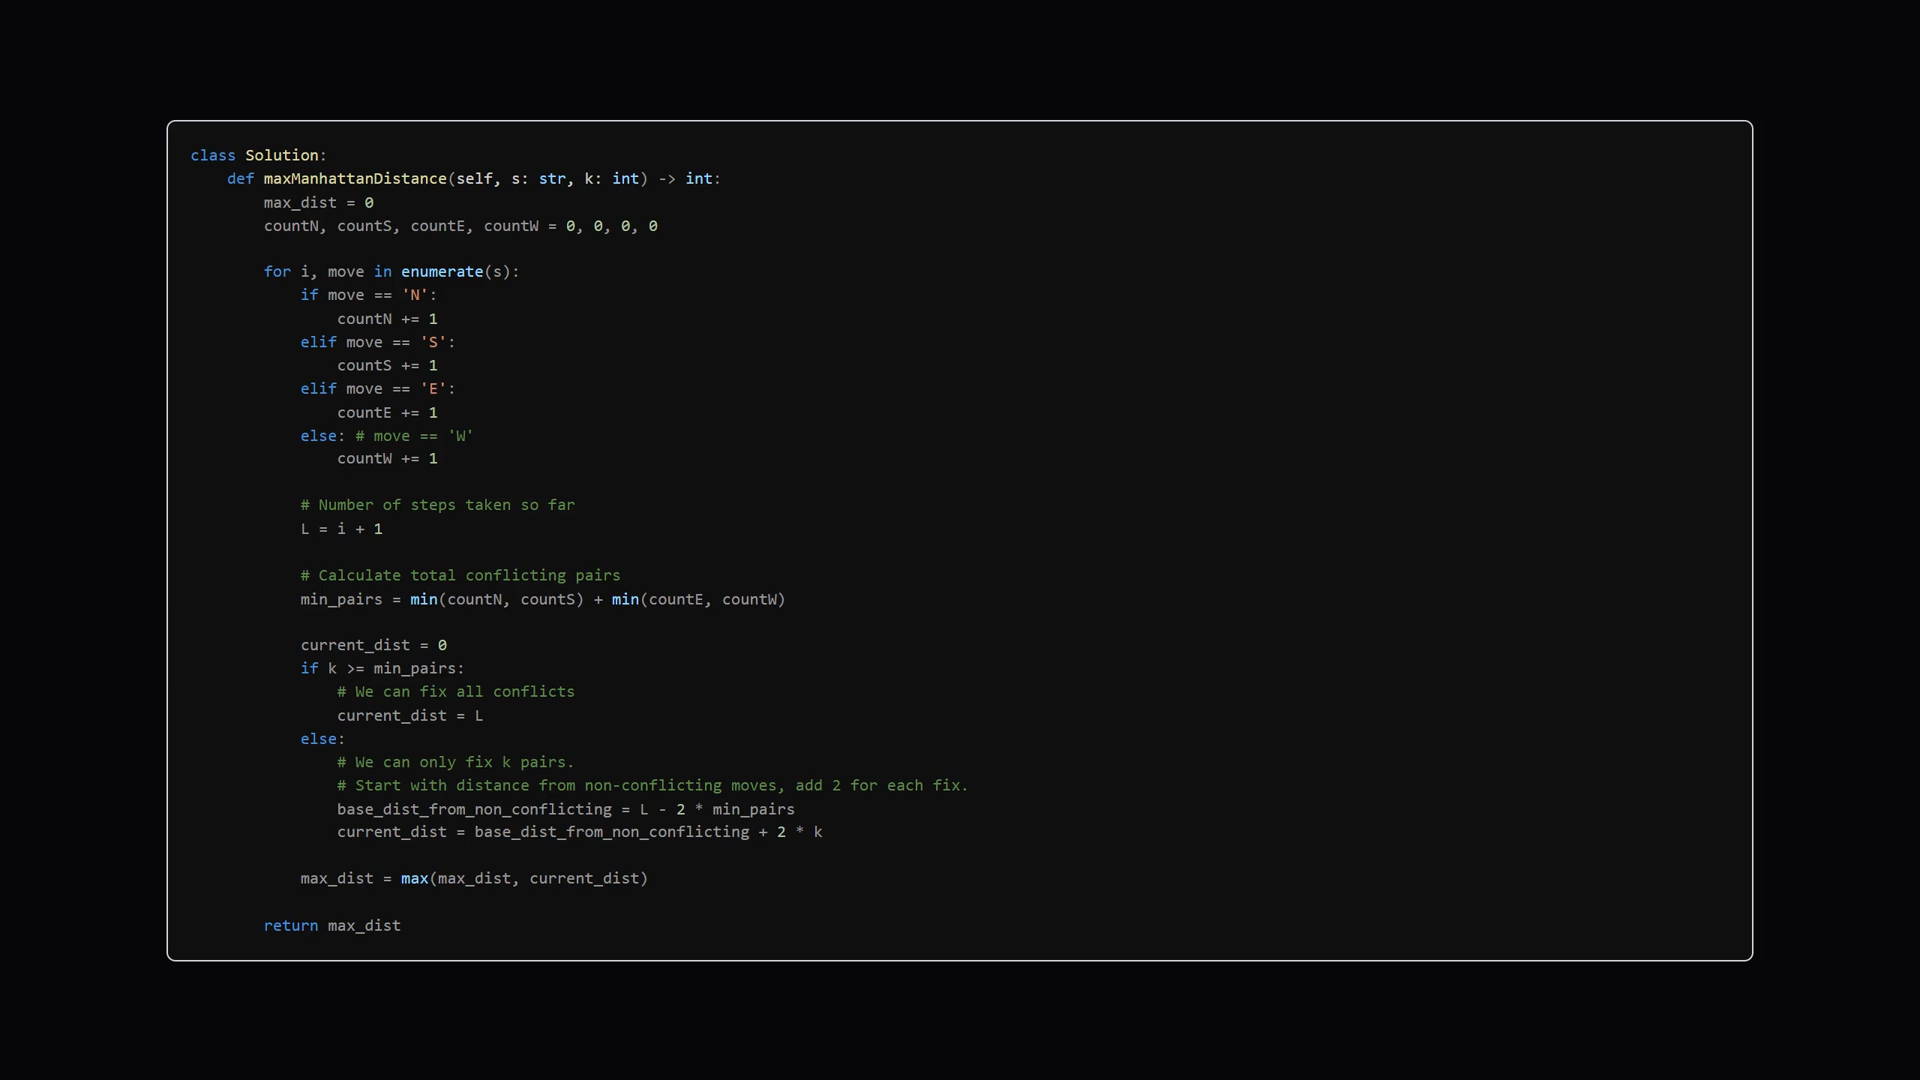 class Solution:
    def maxManhattanDistance(self, s: str, k: int) -> int:
        max_dist = 0
        countN, countS, countE, countW = 0, 0, 0, 0

        for i, move in enumerate(s):
            if move == 'N':
                countN += 1
            elif move == 'S':
                countS += 1
            elif move == 'E':
                countE += 1
            else: # move == 'W'
                countW += 1

            # Number of steps taken so far
            L = i + 1

            # Calculate total conflicting pairs
            min_pairs = min(countN, countS) + min(countE, countW)

            current_dist = 0
            if k >= min_pairs:
                # We can fix all conflicts
                current_dist = L
            else:
                # We can only fix k pairs.
                # Start with distance from non-conflicting moves, add 2 for each fix.
                base_dist_from_non_conflicting = L - 2 * min_pairs
                current_dist = base_dist_from_non_conflicting + 2 * k

            max_dist = max(max_dist, current_dist)

        return max_dist